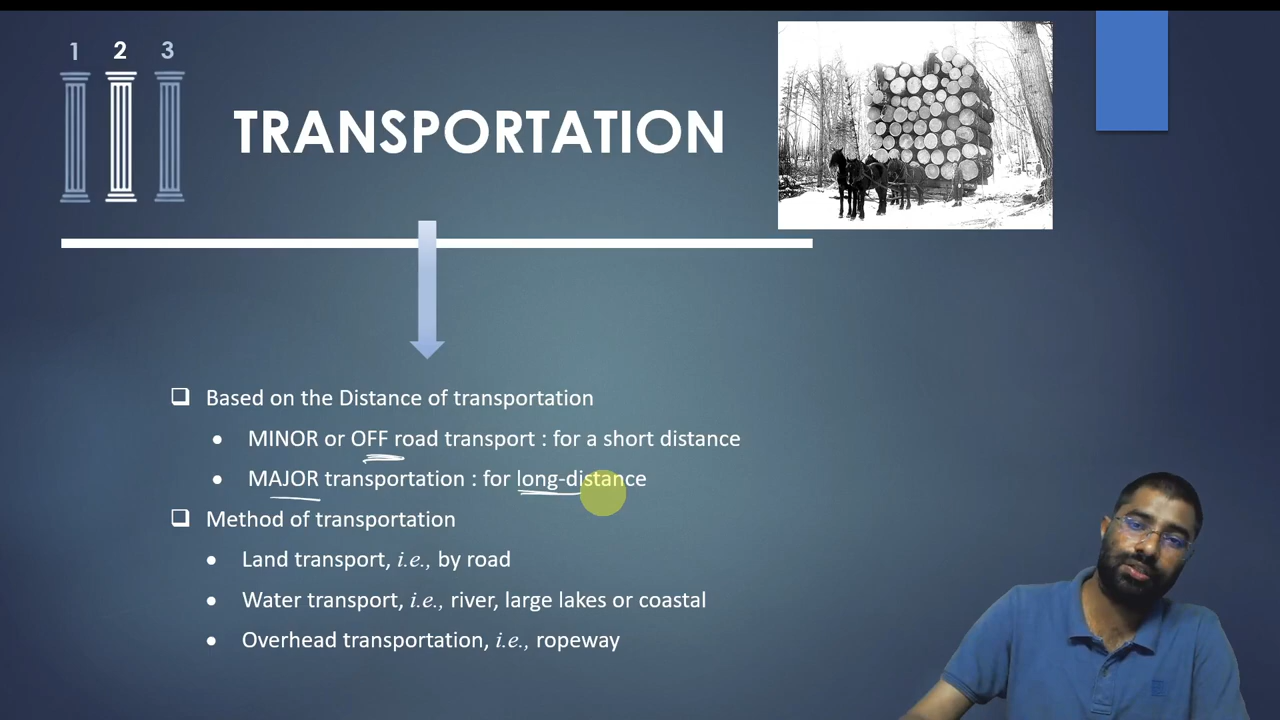 1 2 3
TRANSPORTATION
❑ Based on the Distance of transportation
• MINOR or OFF road transport : for a short distance
• MAJOR transportation : for long-distance
❑ Method of transportation
• Land transport, i.e., by road
• Water transport, i.e., river, large lakes or coastal
• Overhead transportation, i.e., ropeway